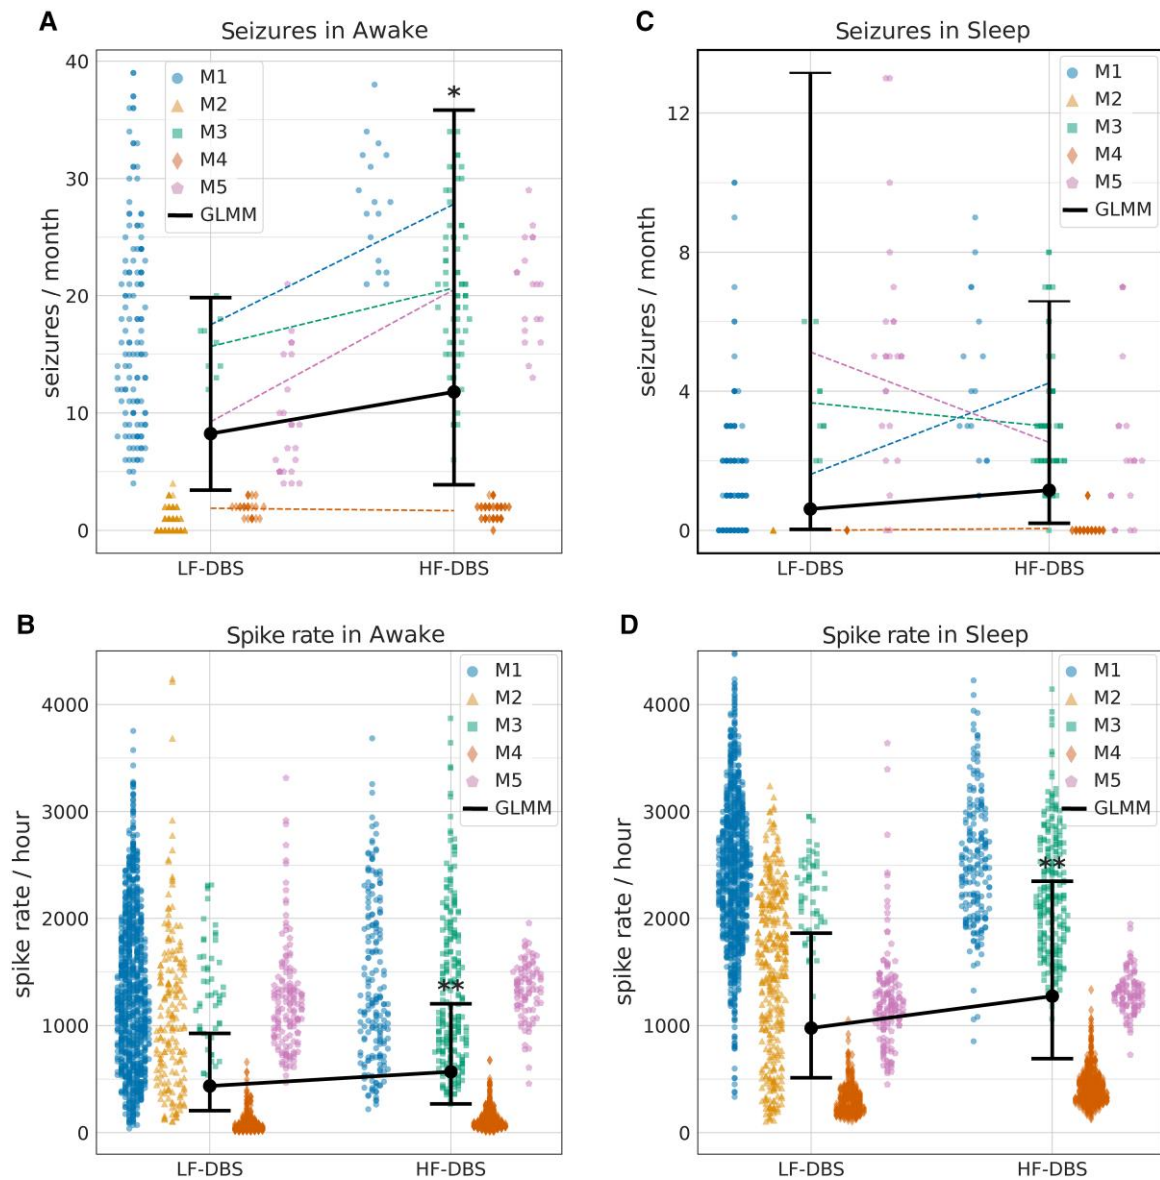 A
Seizures in Awake
seizures / month
40
30
20
10
0
M1
M2
M3
M4
M5
GLMM
*
LF-DBS
HF-DBS
C
Seizures in Sleep
seizures / month
12
8
4
0
M1
M2
M3
M4
M5
GLMM
LF-DBS
HF-DBS
B
Spike rate in Awake
spike rate / hour
4000
3000
2000
1000
0
M1
M2
M3
M4
M5
GLMM
**
LF-DBS
HF-DBS
D
Spike rate in Sleep
spike rate / hour
4000
3000
2000
1000
0
M1
M2
M3
M4
M5
GLMM
**
LF-DBS
HF-DBS